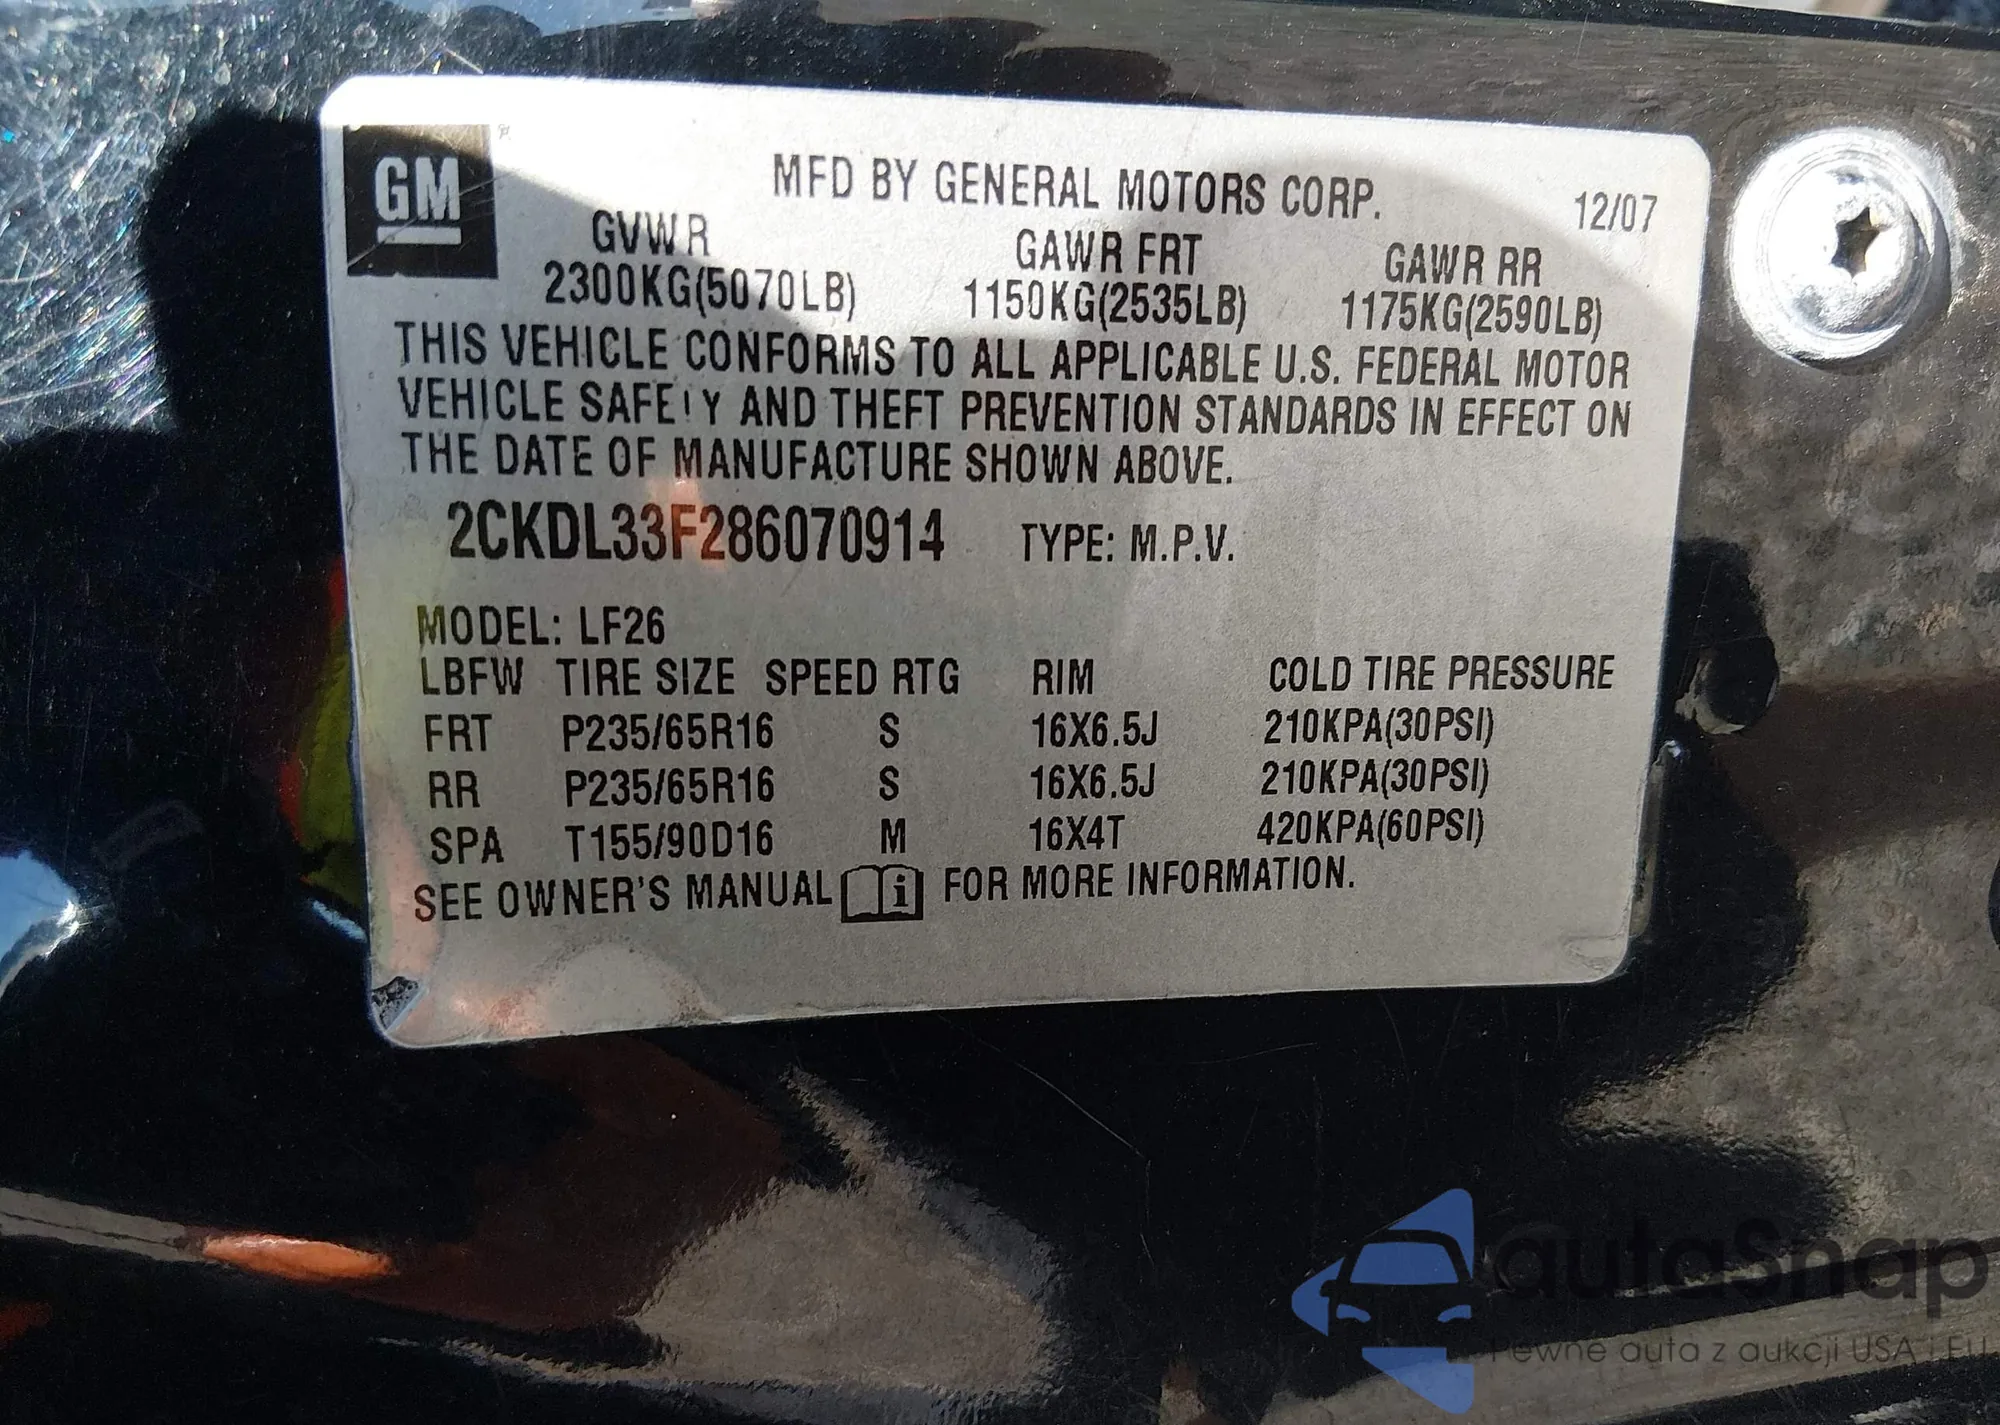 GM
MFD BY GENERAL MOTORS CORP.
12/07
GVWR GAWR FRT GAWR RR
2300KG(5070LB) 1150KG(2535LB) 1175KG(2590LB)
THIS VEHICLE CONFORMS TO ALL APPLICABLE U.S. FEDERAL MOTOR
VEHICLE SAFETY AND THEFT PREVENTION STANDARDS IN EFFECT ON
THE DATE OF MANUFACTURE SHOWN ABOVE.
2CKDL33F286070914 TYPE: M.P.V.
MODEL: LF26
LBFW TIRE SIZE SPEED RTG RIM COLD TIRE PRESSURE
FRT P235/65R16 S 16X6.5J 210KPA(30PSI)
RR P235/65R16 S 16X6.5J 210KPA(30PSI)
SPA T155/90D16 M 16X4T 420KPA(60PSI)
SEE OWNER'S MANUAL i FOR MORE INFORMATION.
autaSnap
Pewne auta z aukcji USA i EU